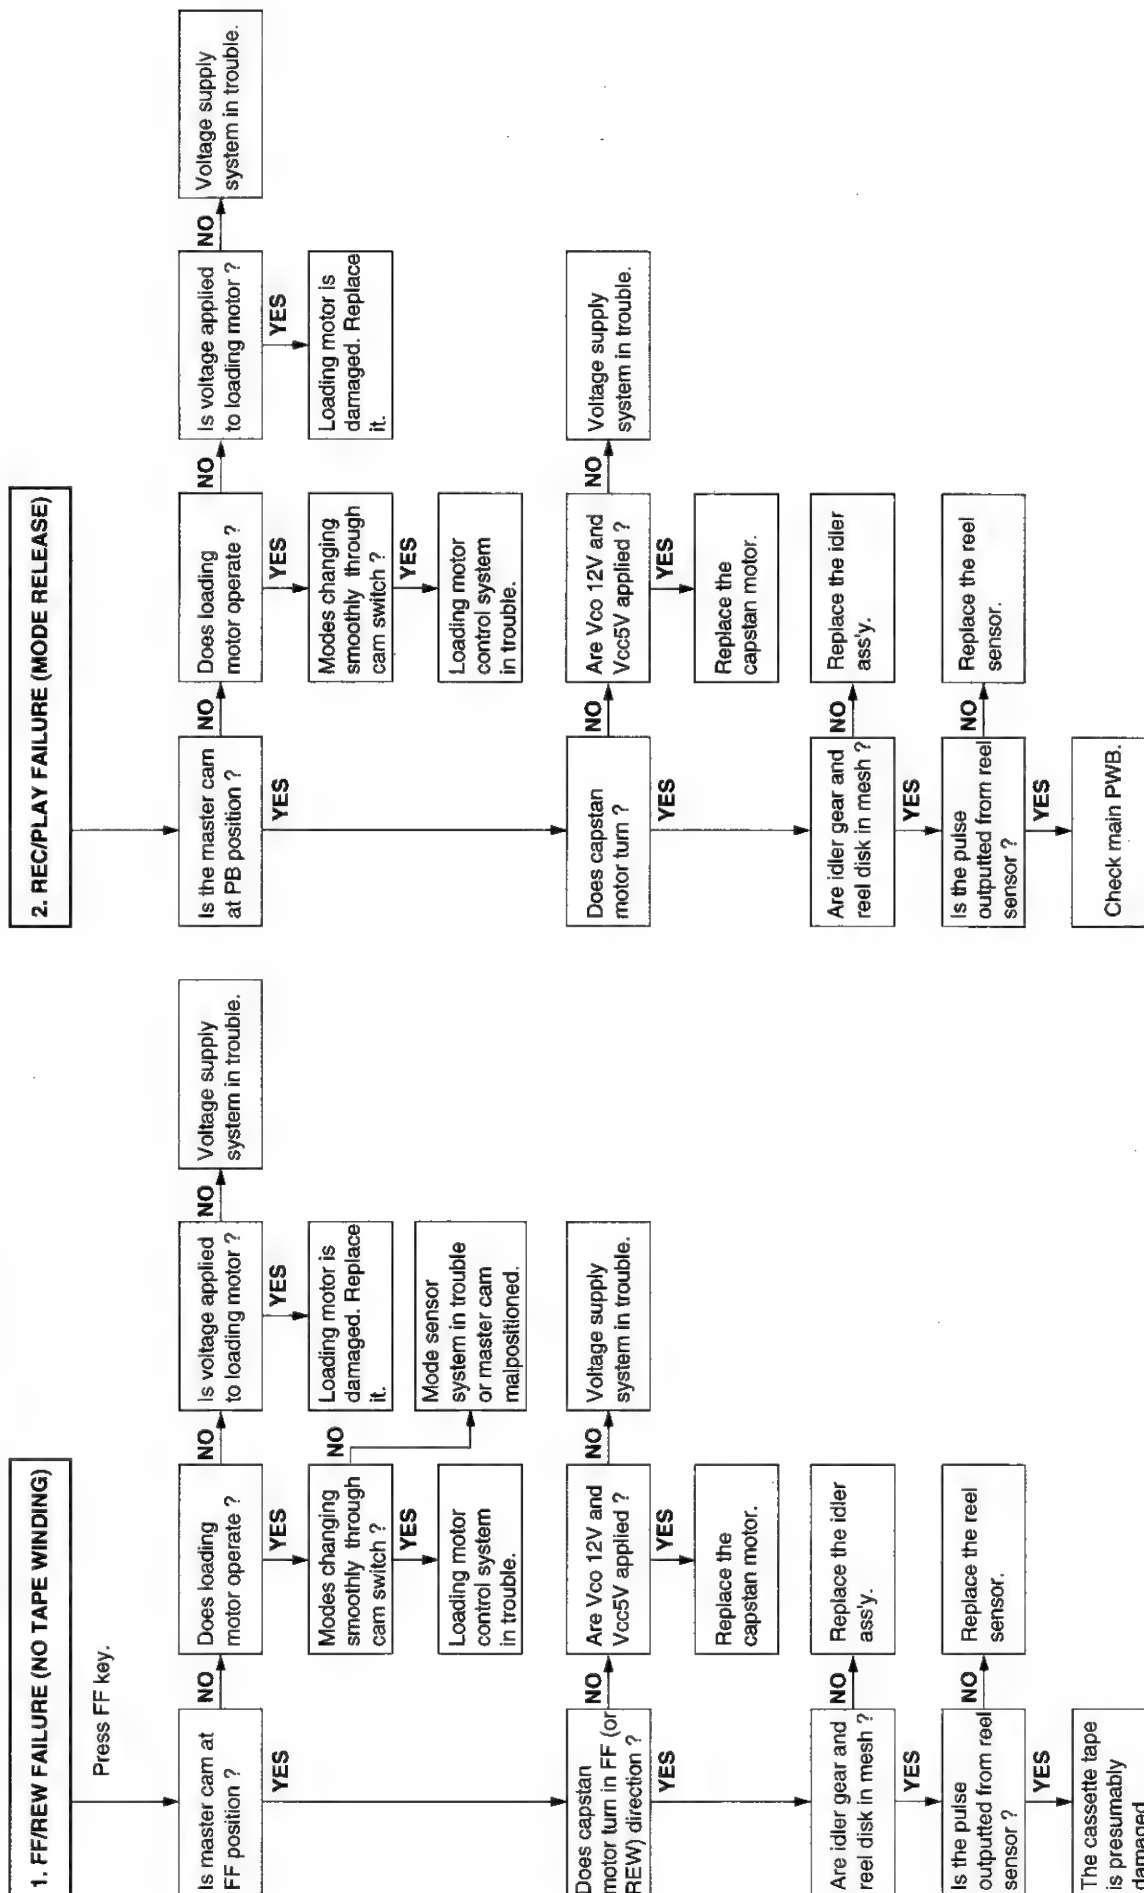 1. FF/REW FAILURE (NO TAPE WINDING)
Press FF key.
Is master cam at
FF position ?
NO
Does loading
motor operate ?
NO
Is voltage applied
to loading motor ?
NO
Voltage supply
system in trouble.
YES
YES
YES
Modes changing
smoothly through
cam switch ?
NO
Loading motor is
damaged. Replace
it.
YES
Loading motor
control system
in trouble.
Mode sensor
system in trouble
or master cam
malpositioned.
Does capstan
motor turn in FF (or
REW) direction ?
NO
Are Vco 12V and
Vcc5V applied ?
NO
Voltage supply
system in trouble.
YES
YES
Replace the
capstan motor.
Are idler gear and
reel disk in mesh ?
NO
Replace the idler
ass'y.
YES
Is the pulse
outputted from reel
sensor ?
NO
Replace the reel
sensor.
YES
The cassette tape
is presumably
damaged
2. REC/PLAY FAILURE (MODE RELEASE)
Is the master cam
at PB position ?
NO
Does loading
motor operate ?
NO
Is voltage applied
to loading motor ?
NO
Voltage supply
system in trouble.
YES
YES
YES
Modes changing
smoothly through
cam switch ?
Loading motor is
damaged. Replace
it.
YES
Loading motor
control system
in trouble.
Does capstan
motor turn ?
NO
Are Vco 12V and
Vcc5V applied ?
NO
Voltage supply
system in trouble.
YES
YES
Replace the
capstan motor.
Are idler gear and
reel disk in mesh ?
NO
Replace the idler
ass'y.
YES
Is the pulse
outputted from reel
sensor ?
NO
Replace the reel
sensor.
YES
Check main PWB.